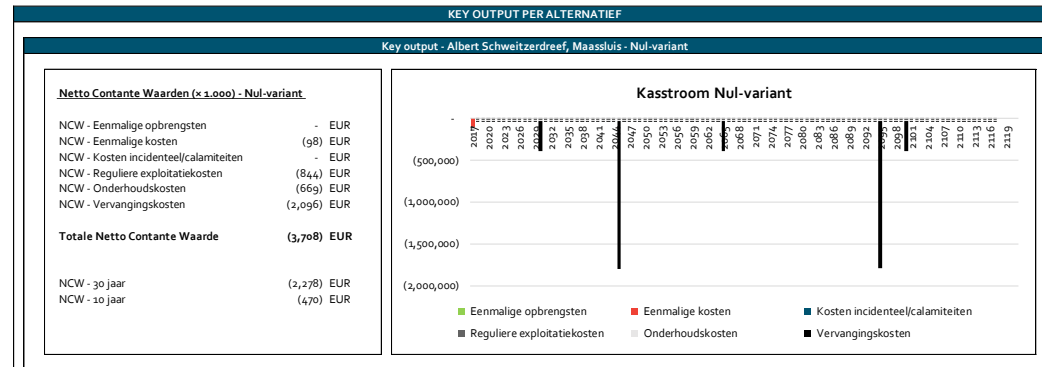 KEY OUTPUT PER ALTERNATIEF
Key output - Albert Schweitzerdreef, Maassluis - Nul-variant
Netto Contante Waarden (× 1.000) - Nul-variant
NCW - Eenmalige opbrengsten - EUR
NCW - Eenmalige kosten (98) EUR
NCW - Kosten incidenteel/calamiteiten - EUR
NCW - Reguliere exploitatiekosten (844) EUR
NCW - Onderhoudskosten (669) EUR
NCW - Vervangingskosten (2,096) EUR
Totale Netto Contante Waarde (3,708) EUR
NCW - 30 jaar (2,278) EUR
NCW - 10 jaar (470) EUR
Kasstroom Nul-variant
-
(500,000)
(1,000,000)
(1,500,000)
(2,000,000)
2017 2020 2023 2026 2029 2032 2035 2038 2041 2044 2047 2050 2053 2056 2059 2062 2065 2068 2071 2074 2077 2080 2083 2086 2089 2092 2095 2098 2101 2104 2107 2110 2113 2116 2119
Eenmalige opbrengsten Eenmalige kosten Kosten incidenteel/calamiteiten
Reguliere exploitatiekosten Onderhoudskosten Vervangingskosten